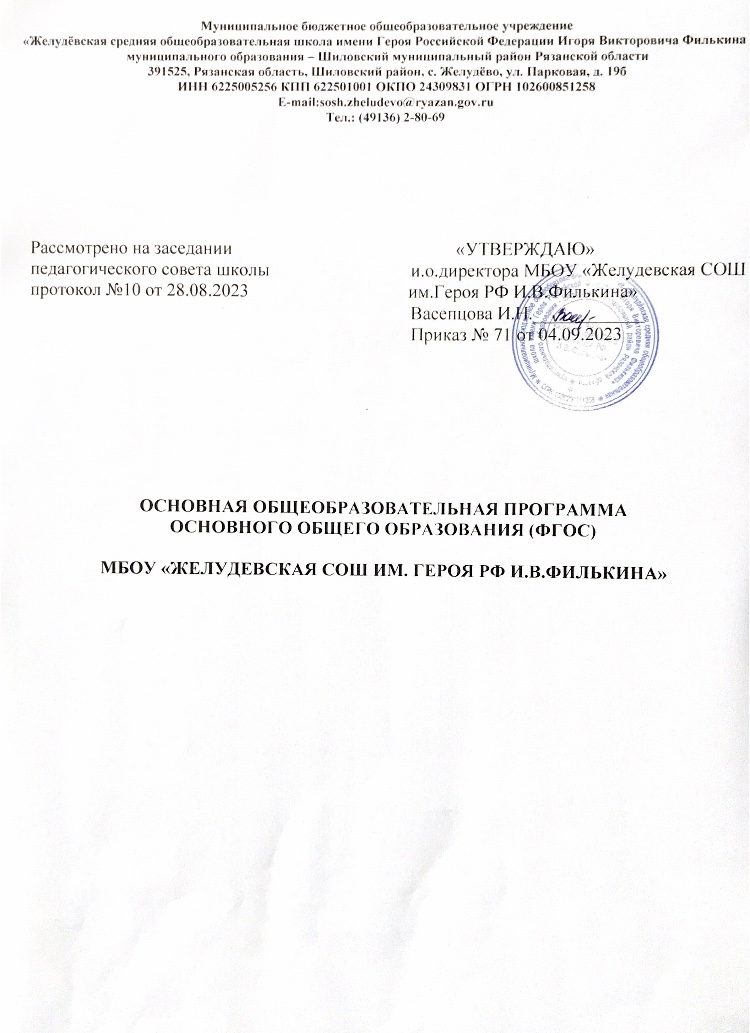 Муниципальное бюджетное общеобразовательное учреждение
«Желудёвская средняя общеобразовательная школа имени Героя Российской Федерации Игоря Викторовича Филькина
муниципального образования – Шиловский муниципальный район Рязанской области
391525, Рязанская область, Шиловский район, с. Желудёво, ул. Парковая, д. 19б
ИНН 6225005256 КПП 622501001 ОКПО 24309831 ОГРН 102600851258
E-mail:sosh.zheludevo@ryazan.gov.ru
Тел.: (49136) 2-80-69
Рассмотрено на заседании
педагогического совета школы
протокол №10 от 28.08.2023
«УТВЕРЖДАЮ»
и.о.директора МБОУ «Желудевская СОШ
им.Героя РФ И.В.Филькина»
Васепцова И.Н.
Приказ № 71 от 04.09.2023
ОСНОВНАЯ ОБЩЕОБРАЗОВАТЕЛЬНАЯ ПРОГРАММА
ОСНОВНОГО ОБЩЕГО ОБРАЗОВАНИЯ (ФГОС)
МБОУ «ЖЕЛУДЕВСКАЯ СОШ ИМ. ГЕРОЯ РФ И.В.ФИЛЬКИНА»